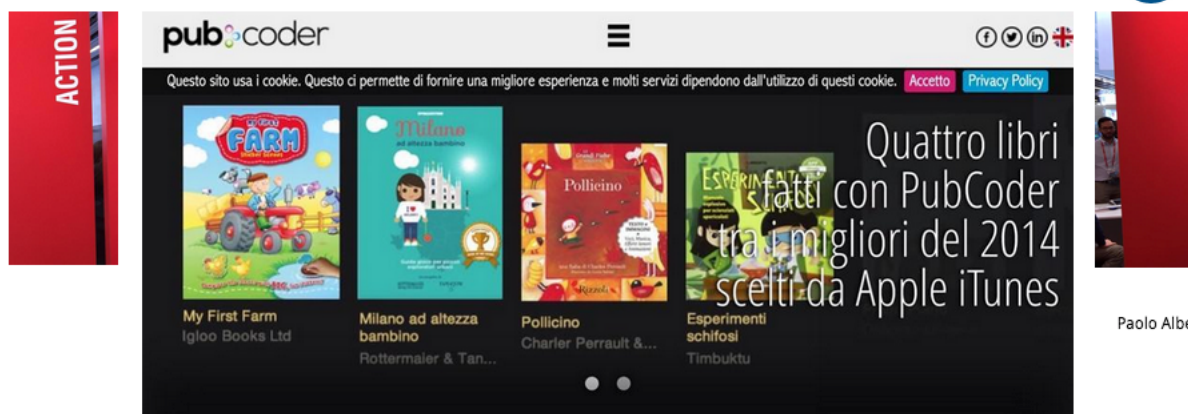 ACTION
pubcoder
Questo sito usa i cookie. Questo ci permette di fornire una migliore esperienza e molti servizi dipendono dall'utilizzo di questi cookie. Accetto Privacy Policy
my first
FARM
Milano
ad altezza bambino
Pollicino
Rizzoli
Quattro libri
fatti con PubCoder
tra i migliori del 2014
scelti da Apple iTunes
My First Farm
Igloo Books Ltd
Milano ad altezza
bambino
Rottermaier & Tan...
Pollicino
Charler Perrault &...
Esperimenti
schifosi
Timbuktu
Paolo Albe